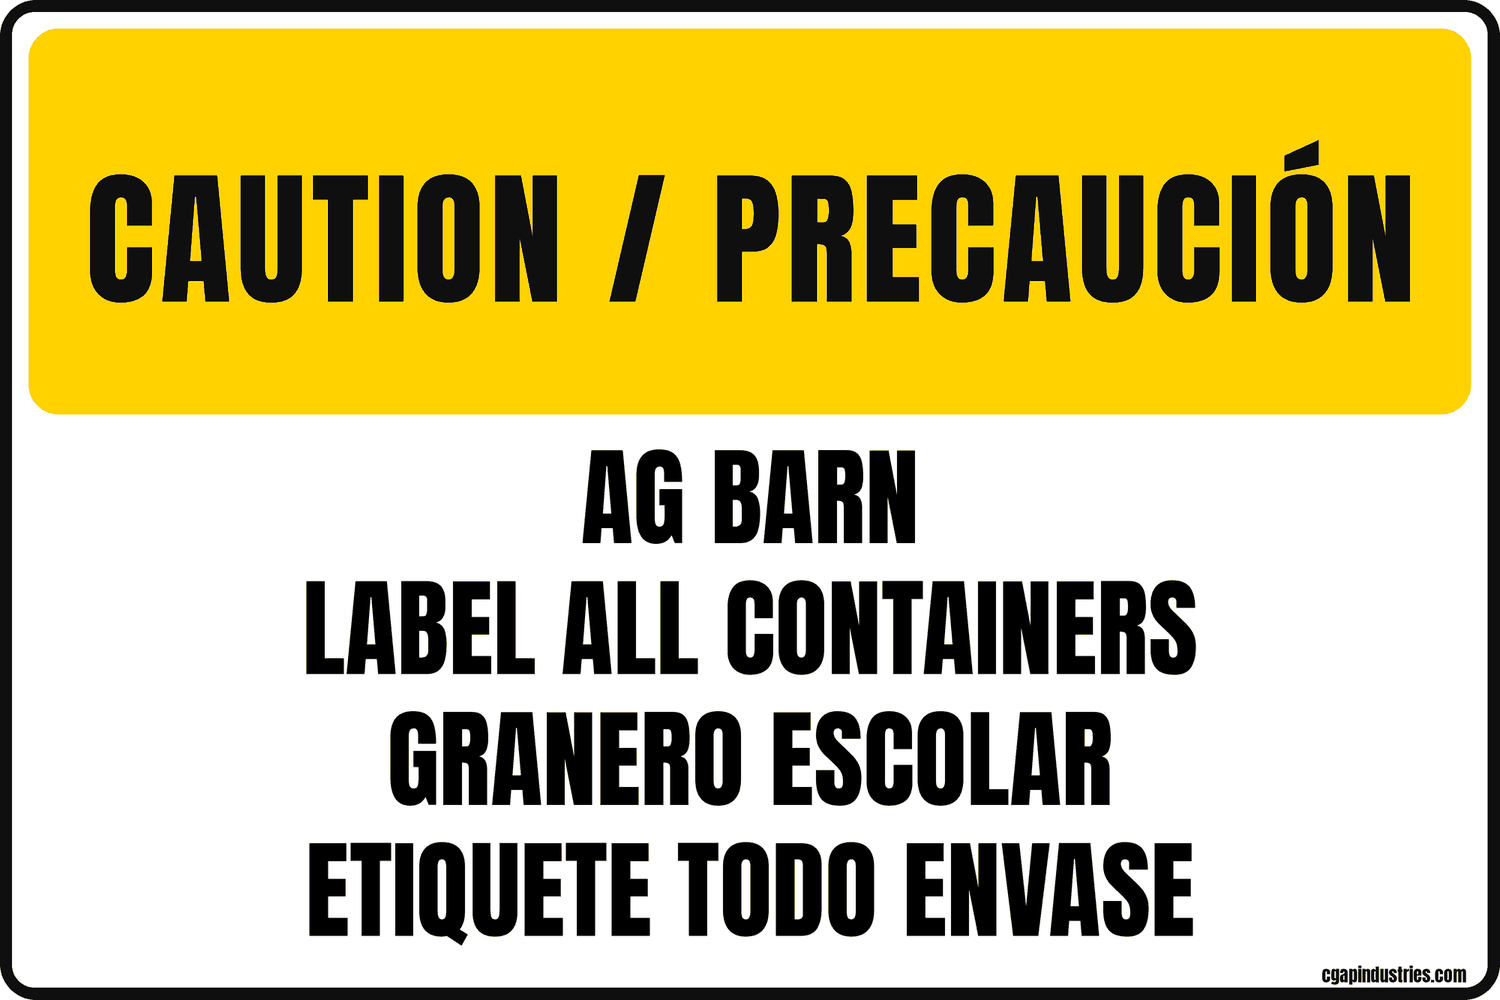 CAUTION / PRECAUCIÓN
AG BARN
LABEL ALL CONTAINERS
GRANERO ESCOLAR
ETIQUETE TODO ENVASE
cgapindustries.com